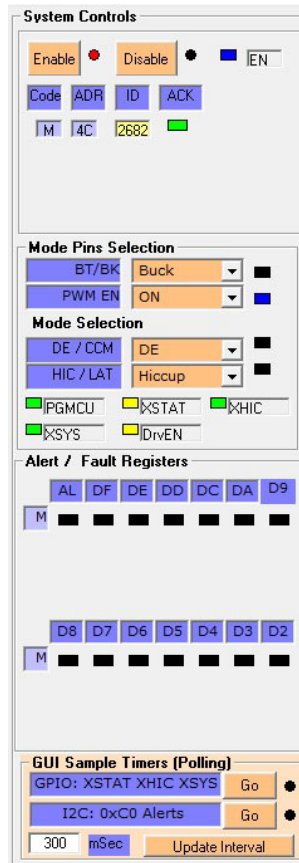 System Controls
Enable Disable EN
Code ADR ID ACK
M 4C 2682
Mode Pins Selection
BT/BK Buck
PWM EN ON
Mode Selection
DE / CCM DE
HIC / LAT Hiccup
PGMCU XSTAT XHIC
XSYS DrvEN
Alert / Fault Registers
AL DF DE DD DC DA D9
M
D8 D7 D6 D5 D4 D3 D2
M
GUI Sample Timers (Polling)
GPIO: XSTAT XHIC XSYS Go
I2C: 0xC0 Alerts Go
300 mSec Update Interval